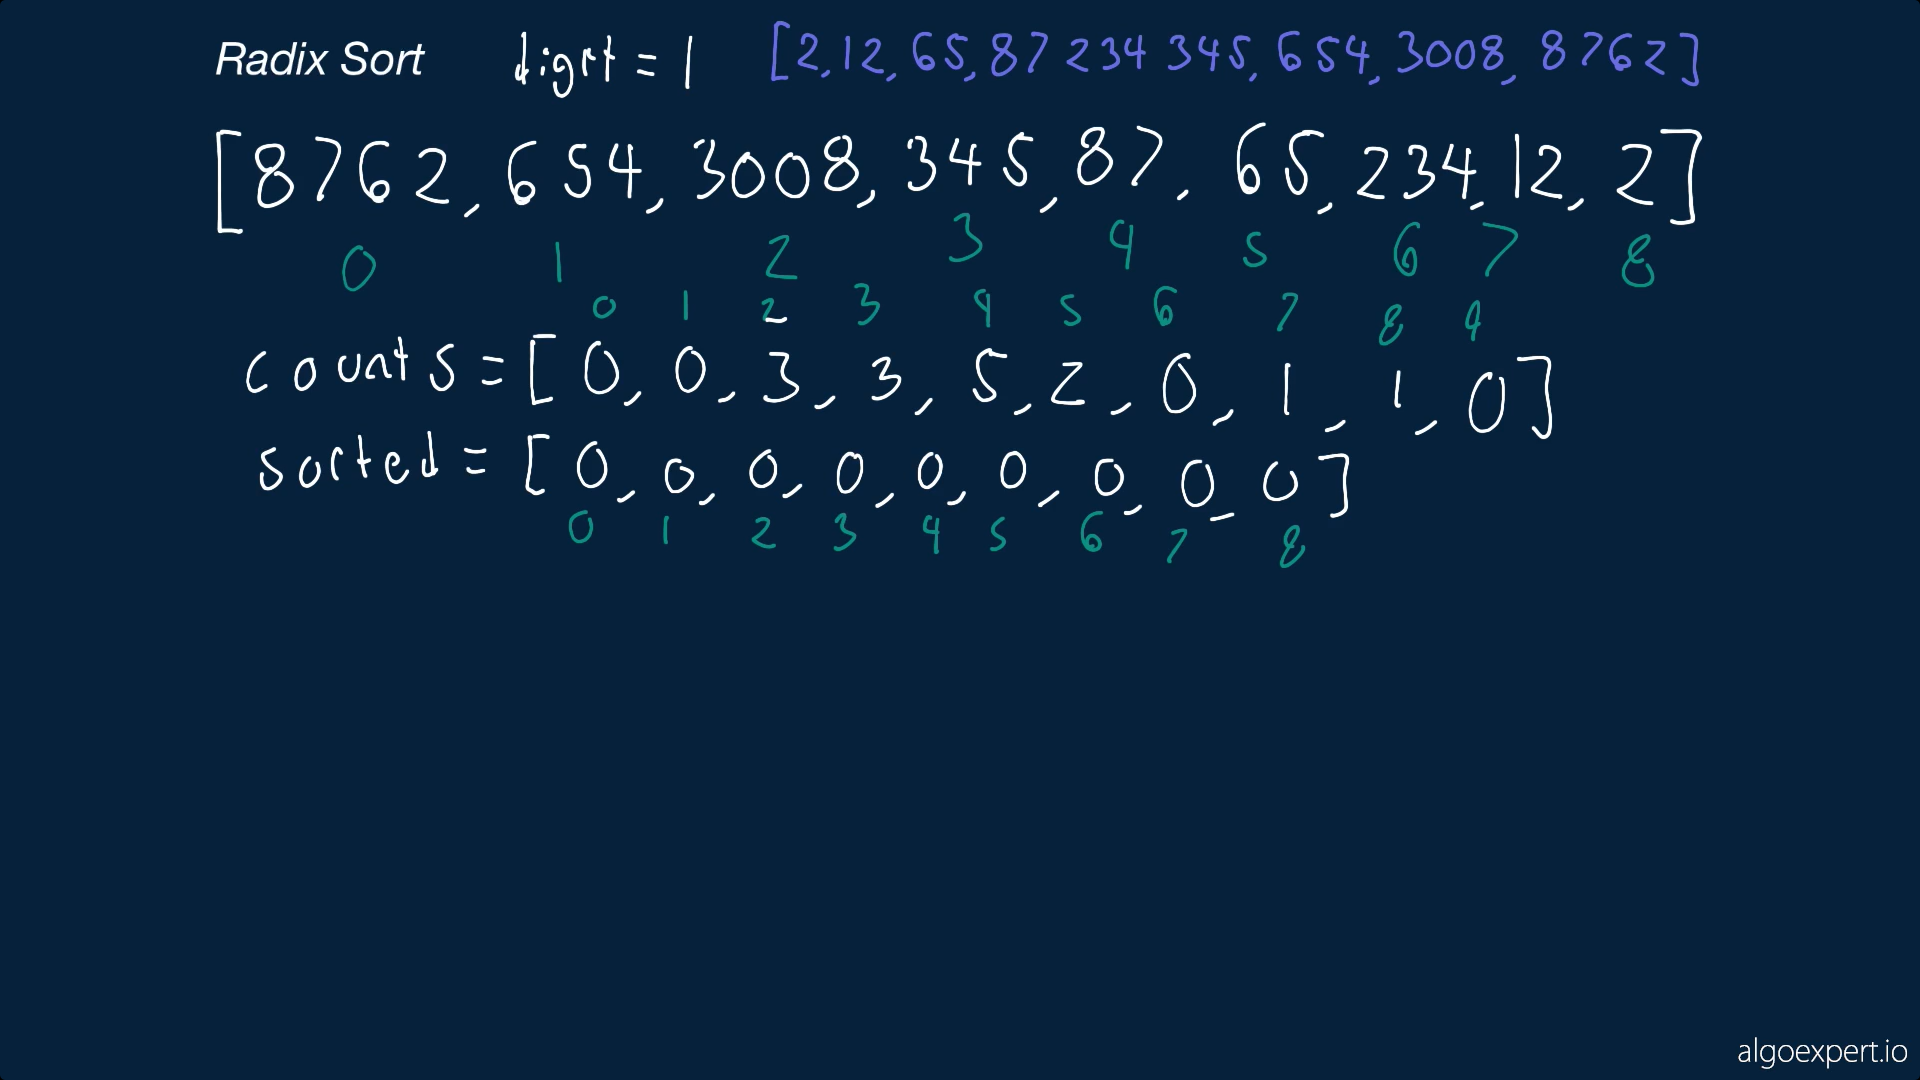 Radix Sort digit = 1 [2, 12, 65, 87 234 345, 654, 3008, 8762]
[8762, 654, 3008, 345, 87, 65, 234, 12, 2]
0 1 2 3 4 5 6 7 8
0 1 2 3 4 5 6 7 8 9
counts = [0, 0, 3, 3, 5, 2, 0, 1, 1, 0]
sorted = [0, 0, 0, 0, 0, 0, 0, 0, 0]
0 1 2 3 4 5 6 7 8
algoexpert.io